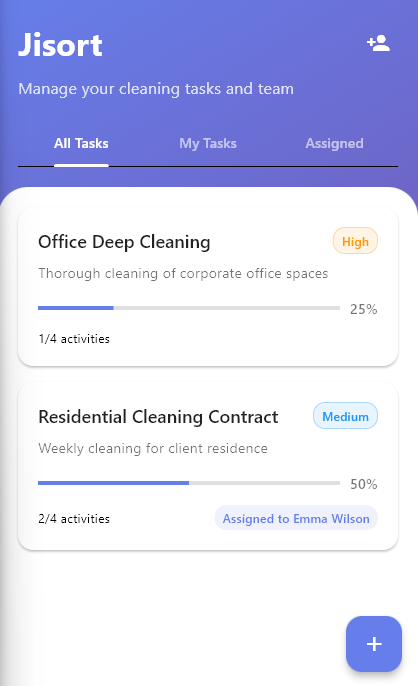 Jisort
Manage your cleaning tasks and team
All Tasks
My Tasks
Assigned
Office Deep Cleaning
High
Thorough cleaning of corporate office spaces
25%
1/4 activities
Residential Cleaning Contract
Medium
Weekly cleaning for client residence
50%
2/4 activities
Assigned to Emma Wilson